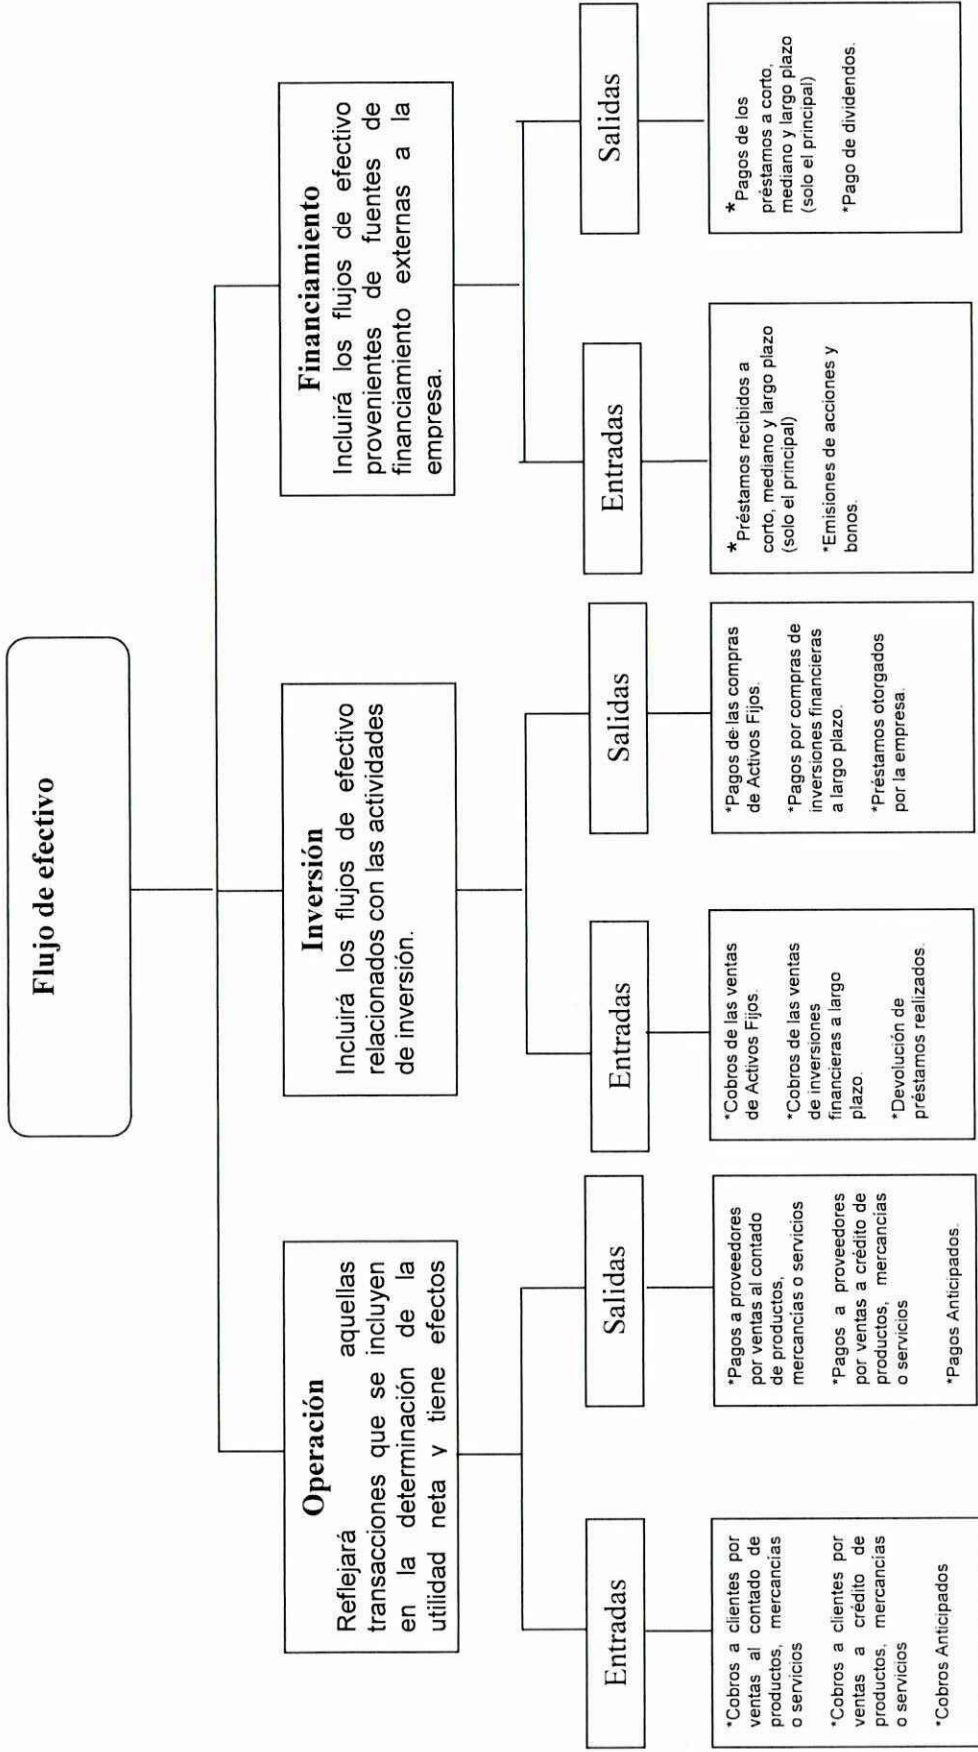 Flujo de efectivo
Operación
Reflejará aquellas
transacciones que se incluyen
en la determinación de la
utilidad neta y tiene efectos
Entradas
*Cobros a clientes por
ventas al contado de
productos, mercancias
o servicios
*Cobros a clientes por
ventas a crédito de
productos, mercancias
o servicios
*Cobros Anticipados
Salidas
*Pagos a proveedores
por ventas al contado
de productos,
mercancias o servicios
*Pagos a proveedores
por ventas a crédito de
productos, mercancias
o servicios
*Pagos Anticipados.
Inversión
Incluirá los flujos de efectivo
relacionados con las actividades
de inversión.
Entradas
*Cobros de las ventas
de Activos Fijos.
*Cobros de las ventas
de inversiones
financieras a largo
plazo.
*Devolución de
préstamos realizados.
Salidas
*Pagos de las compras
de Activos Fijos.
*Pagos por compras de
inversiones financieras
a largo plazo.
*Préstamos otorgados
por la empresa.
Financiamiento
Incluirá los flujos de efectivo
provenientes de fuentes de
financiamiento externas a la
empresa.
Entradas
*Préstamos recibidos a
corto, mediano y largo plazo
(solo el principal)
*Emisiones de acciones y
bonos.
Salidas
*Pagos de los
préstamos a corto,
mediano y largo plazo
(solo el principal)
*Pago de dividendos.